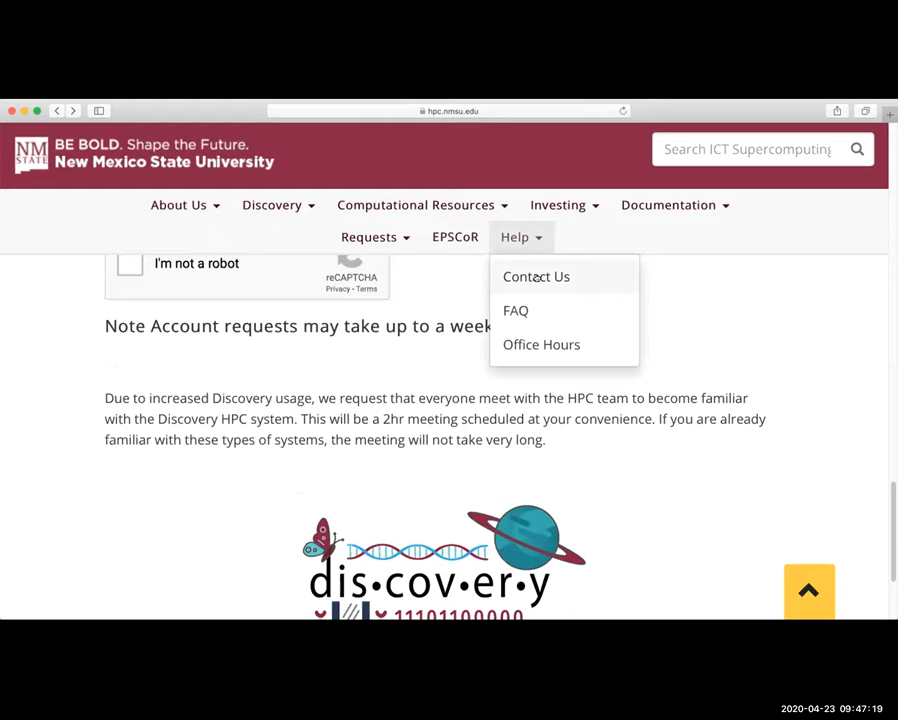 hpc.nmsu.edu
NM
STATE
BE BOLD. Shape the Future.
New Mexico State University
Search ICT Supercomputing
About Us
Discovery
Computational Resources
Investing
Documentation
Requests
EPSCoR
Help
I'm not a robot
reCAPTCHA
Privacy - Terms
Contact Us
FAQ
Office Hours
Note Account requests may take up to a week
Due to increased Discovery usage, we request that everyone meet with the HPC team to become familiar
with the Discovery HPC system. This will be a 2hr meeting scheduled at your convenience. If you are already
familiar with these types of systems, the meeting will not take very long.
dis•cov•er•y
11101100000
2020-04-23 09:47:19